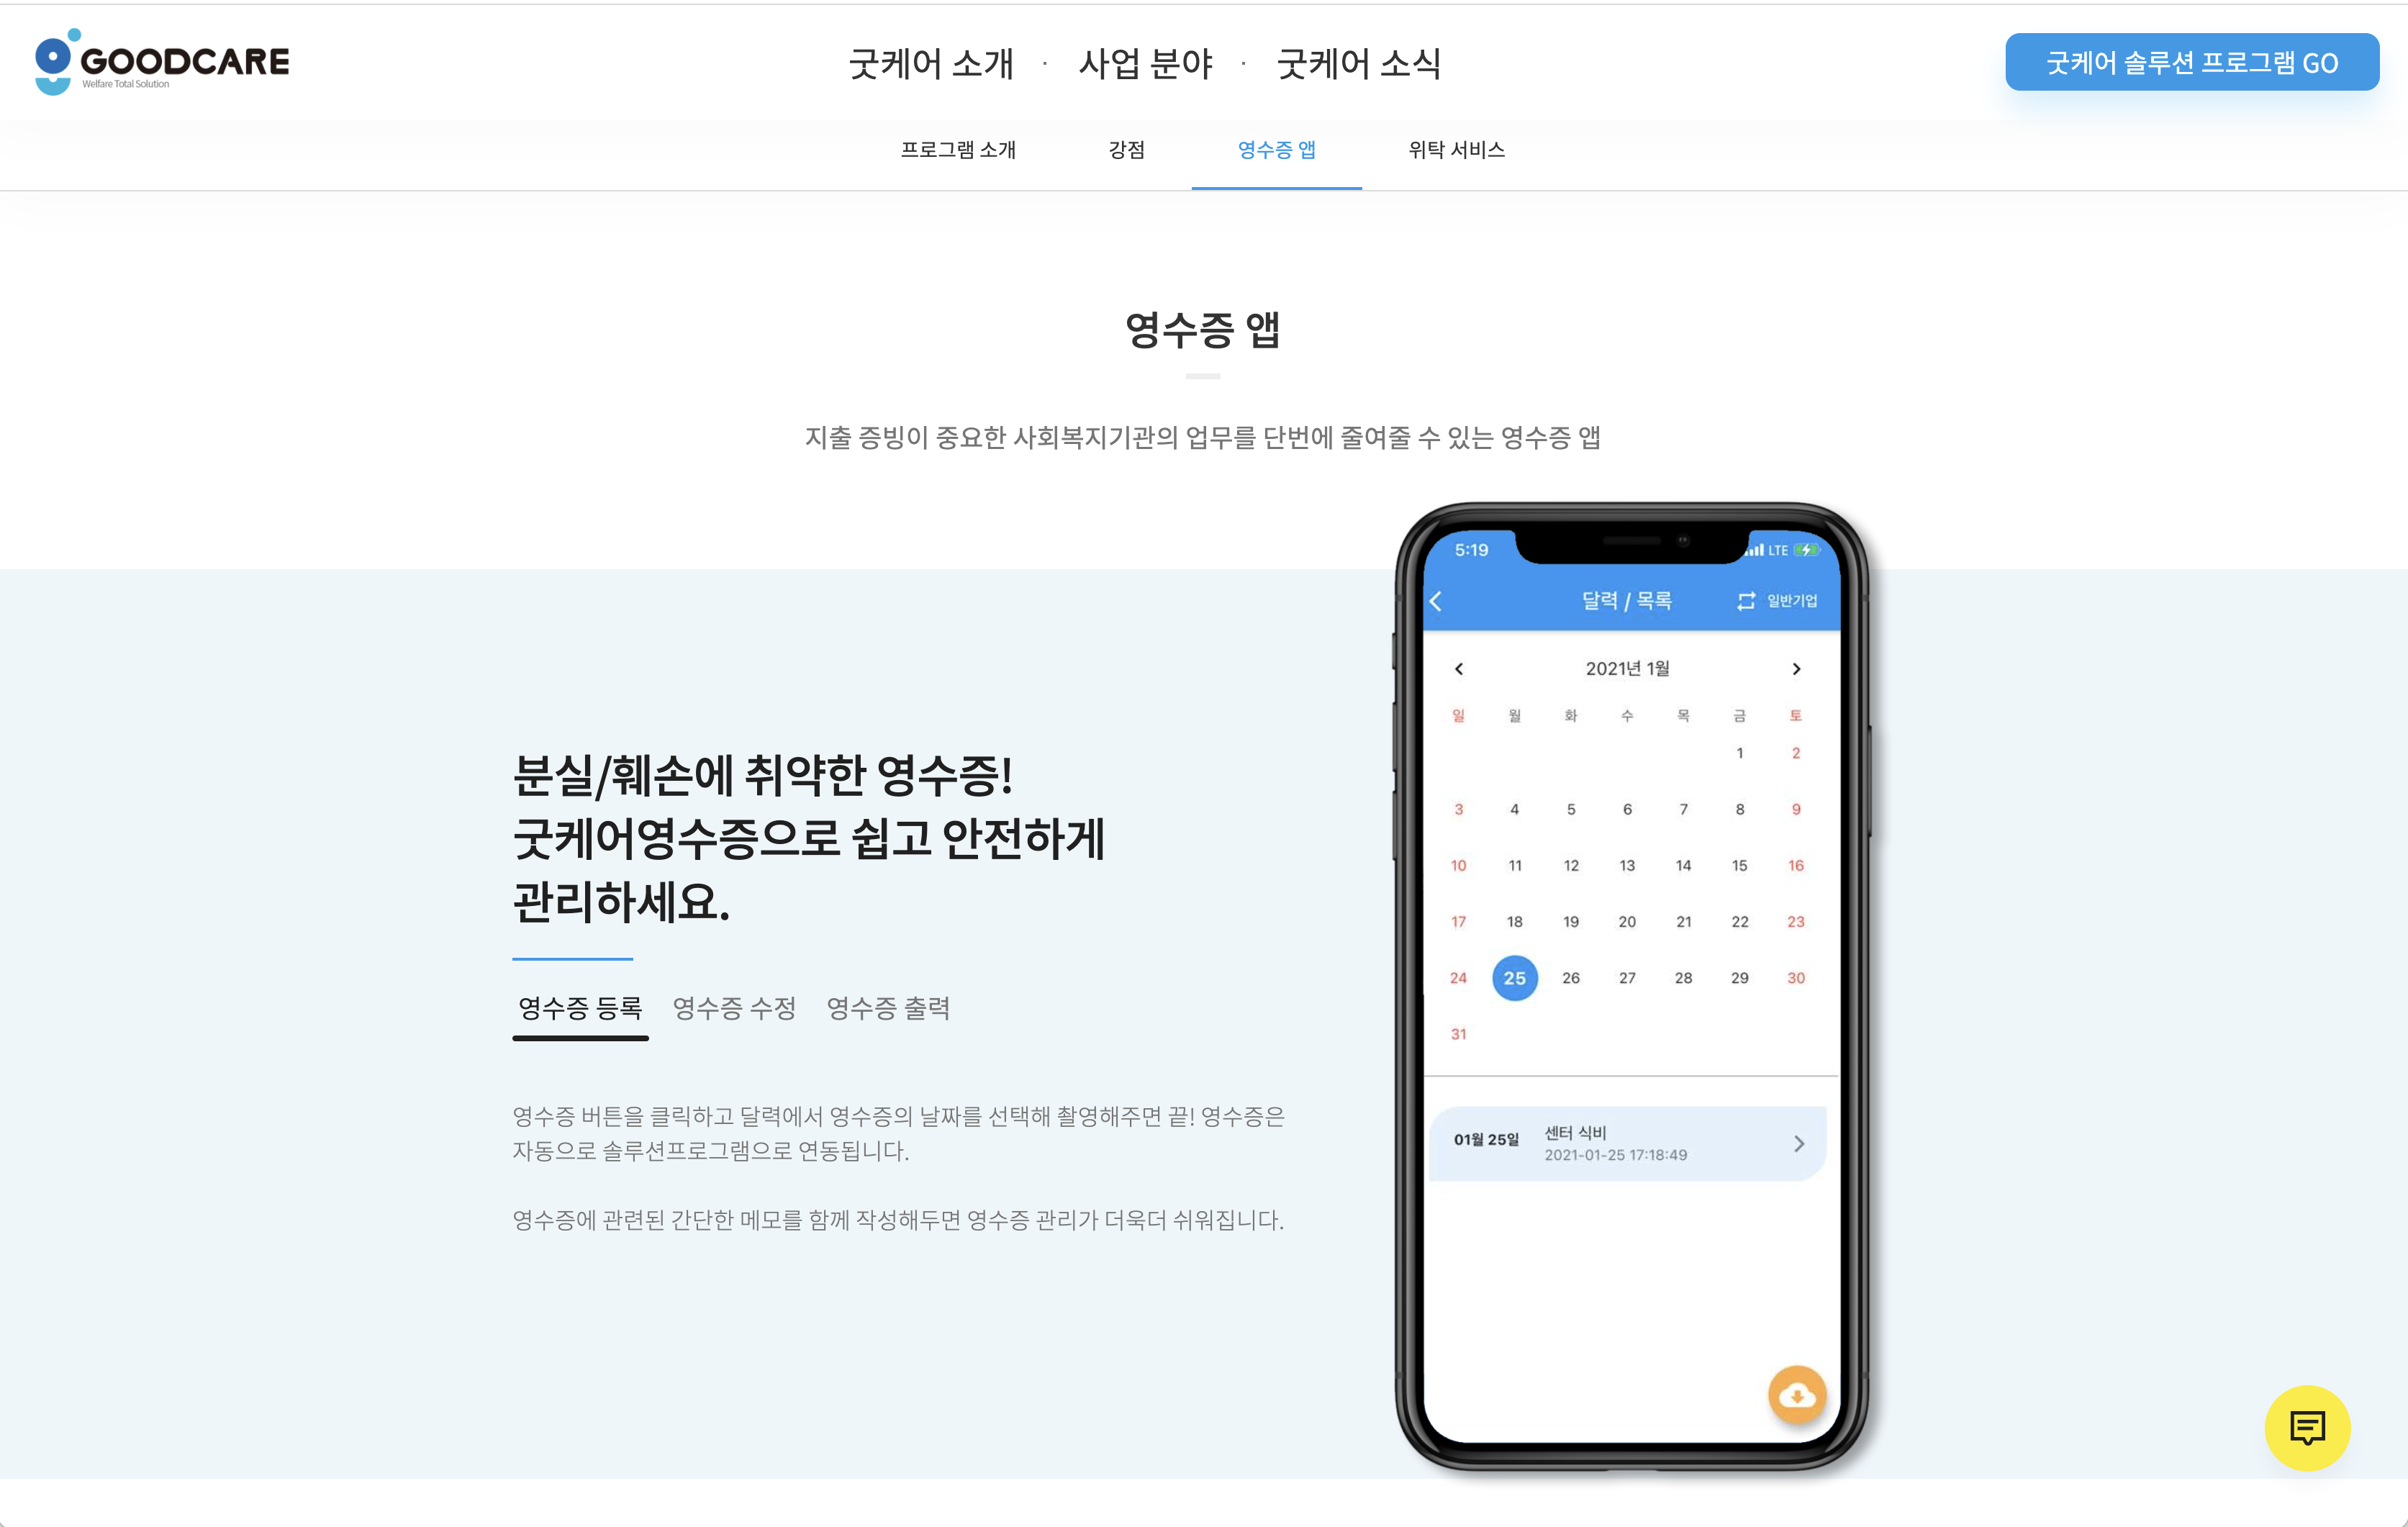 GOODCARE
Welfare Total Solution
굿케어 소개 · 사업 분야 · 굿케어 소식
굿케어 솔루션 프로그램 GO
프로그램 소개 강점 영수증 앱 위탁 서비스
영수증 앱
지출 증빙이 중요한 사회복지기관의 업무를 단번에 줄여줄 수 있는 영수증 앱
분실/훼손에 취약한 영수증!
굿케어영수증으로 쉽고 안전하게
관리하세요.
영수증 등록 영수증 수정 영수증 출력
영수증 버튼을 클릭하고 달력에서 영수증의 날짜를 선택해 촬영해주면 끝! 영수증은
자동으로 솔루션프로그램으로 연동됩니다.
영수증에 관련된 간단한 메모를 함께 작성해두면 영수증 관리가 더욱더 쉬워집니다.
5:19 LTE
달력 / 목록 일반기업
2021년 1월
일 월 화 수 목 금 토
1 2
3 4 5 6 7 8 9
10 11 12 13 14 15 16
17 18 19 20 21 22 23
24 25 26 27 28 29 30
31
01월 25일 센터 식비
2021-01-25 17:18:49